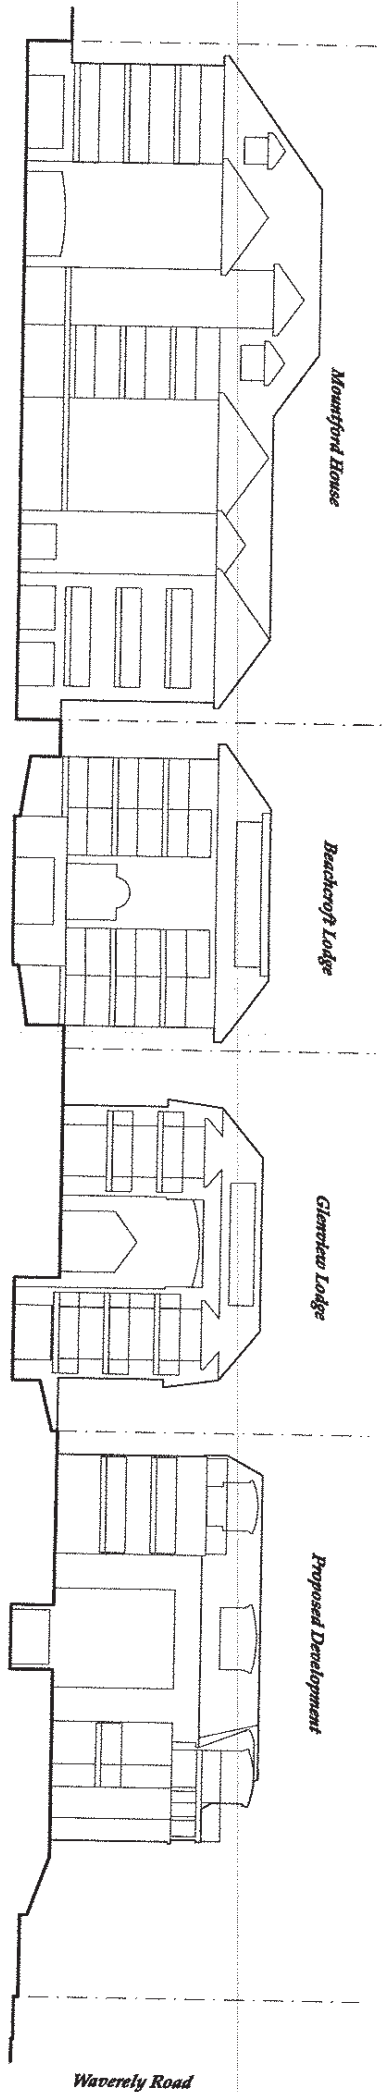 Mountford House
Beachcroft Lodge
Glenview Lodge
Proposed Development
Waverely Road